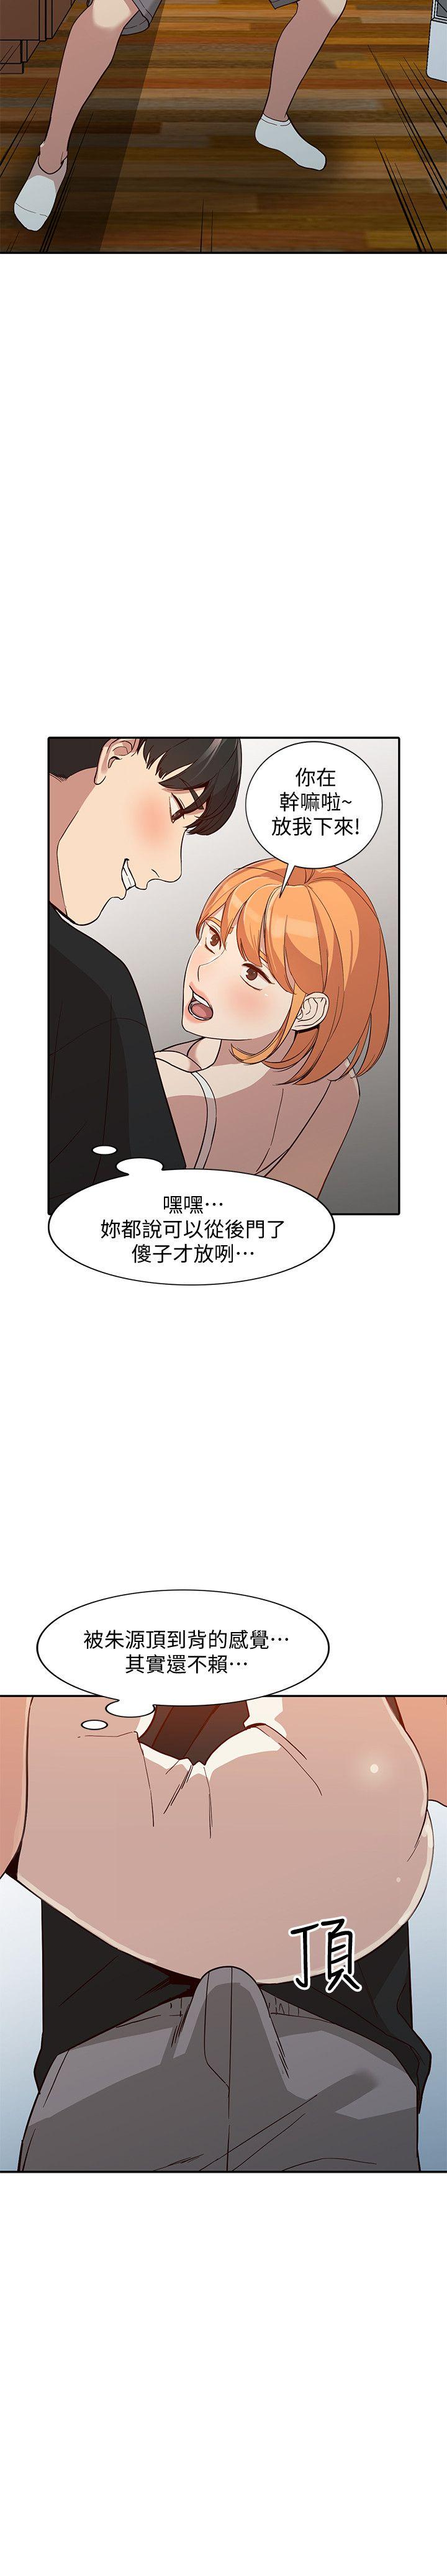 你在
幹嘛啦~
放我下來!
嘿嘿…
妳都說可以從後門了
傻子才放咧…
被朱源頂到背的感覺…
其實還不賴…
頂